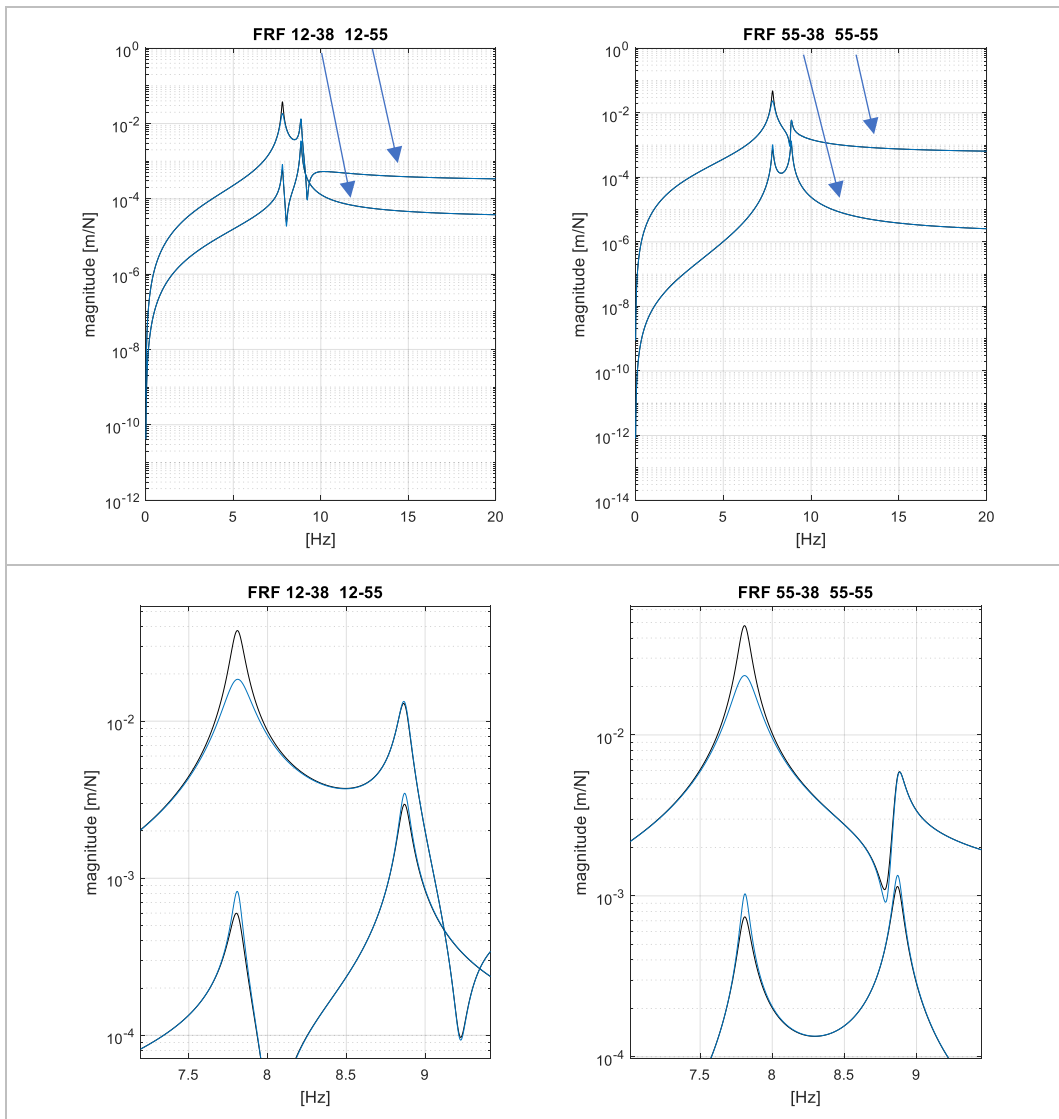 FRF 12-38 12-55
10^0
10^-2
10^-4
10^-6
10^-8
10^-10
10^-12
magnitude [m/N]
0 5 10 15 20
[Hz]
FRF 55-38 55-55
10^0
10^-2
10^-4
10^-6
10^-8
10^-10
10^-12
10^-14
magnitude [m/N]
0 5 10 15 20
[Hz]
FRF 12-38 12-55
10^-2
10^-3
10^-4
magnitude [m/N]
7.5 8 8.5 9
[Hz]
FRF 55-38 55-55
10^-2
10^-3
10^-4
magnitude [m/N]
7.5 8 8.5 9
[Hz]